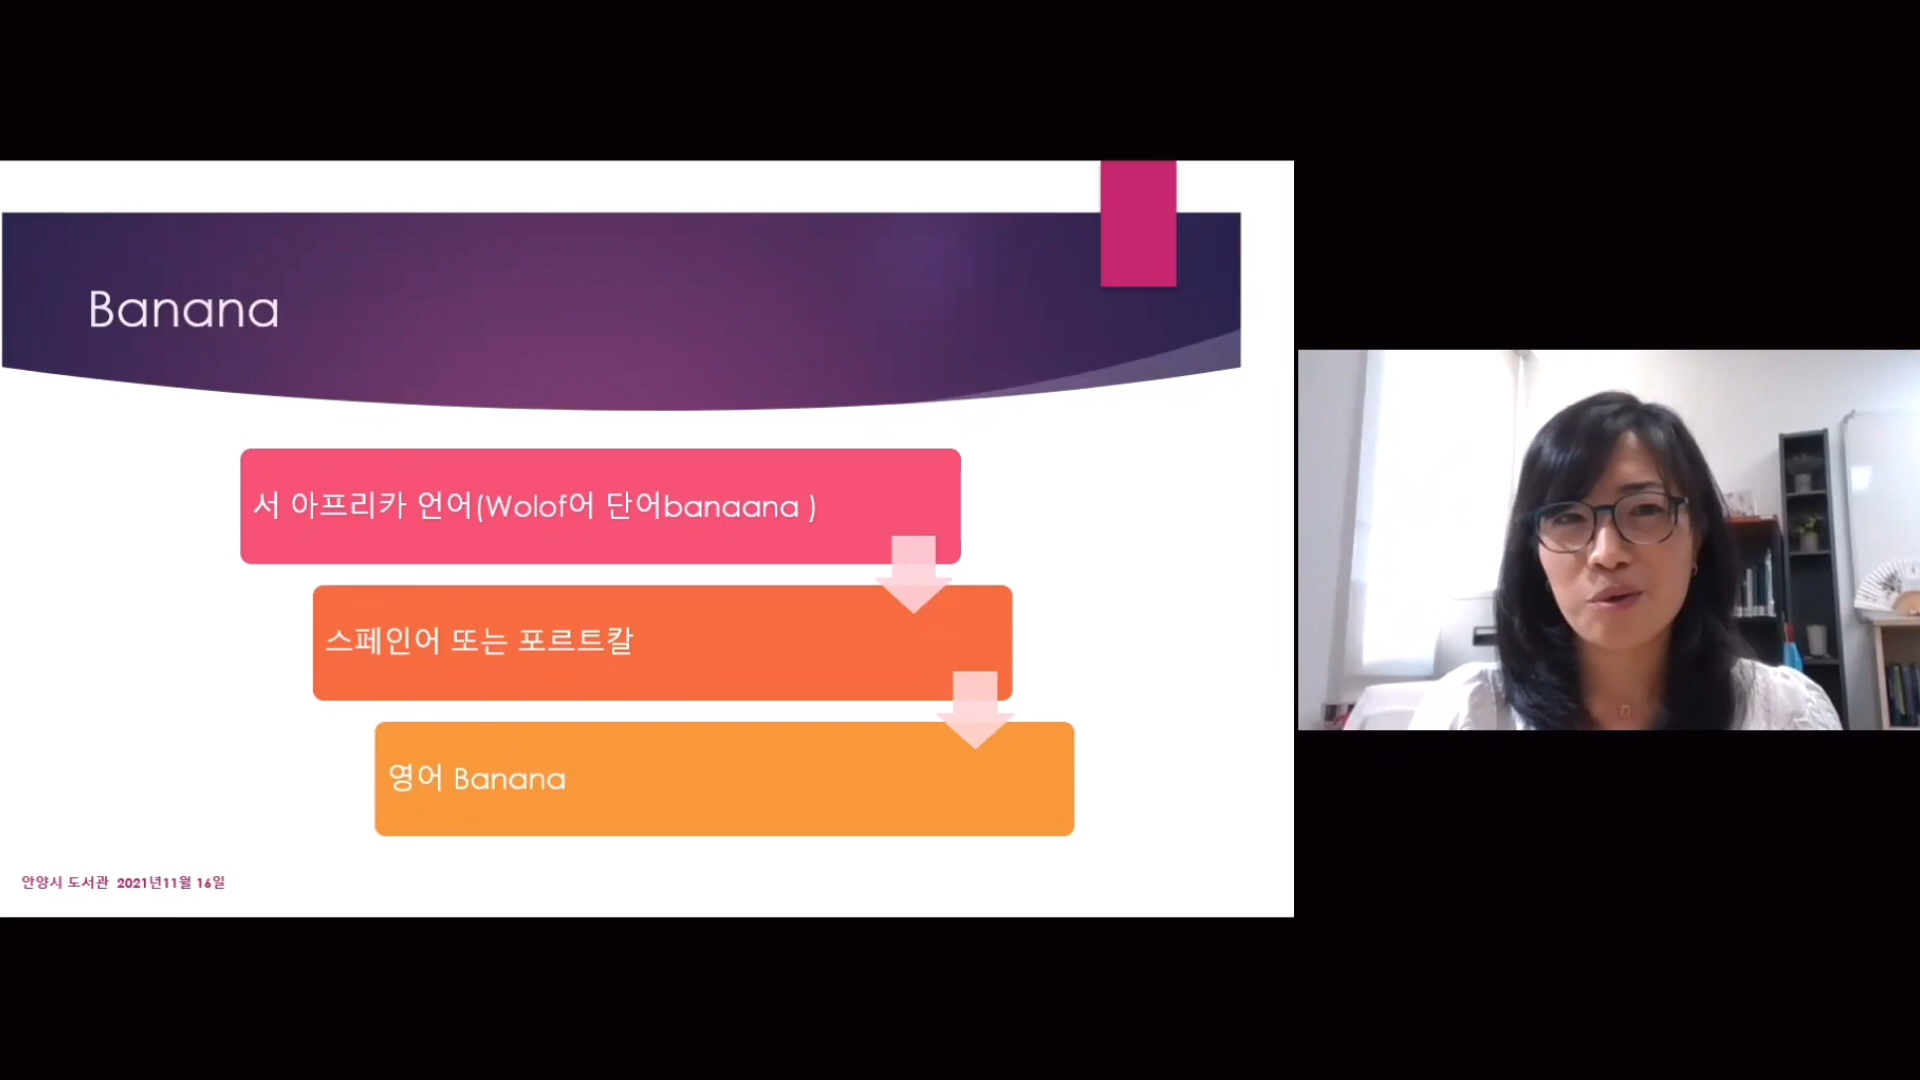 Banana
서 아프리카 언어(Wolof어 단어banaana )
스페인어 또는 포르트칼
영어 Banana
안양시 도서관 2021년11월 16일